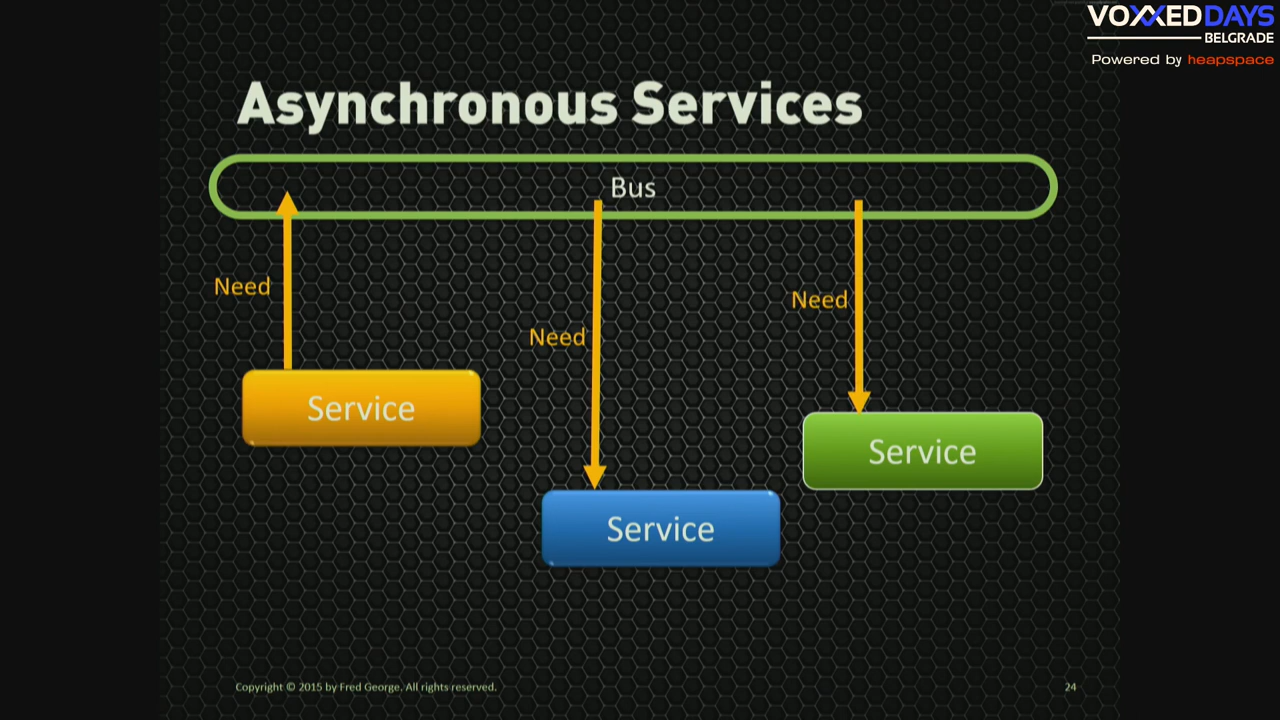 VOXXED DAYS
BELGRADE
Powered by heapspace
Asynchronous Services
Bus
Need
Need
Need
Service
Service
Service
Copyright © 2015 by Fred George. All rights reserved.
24